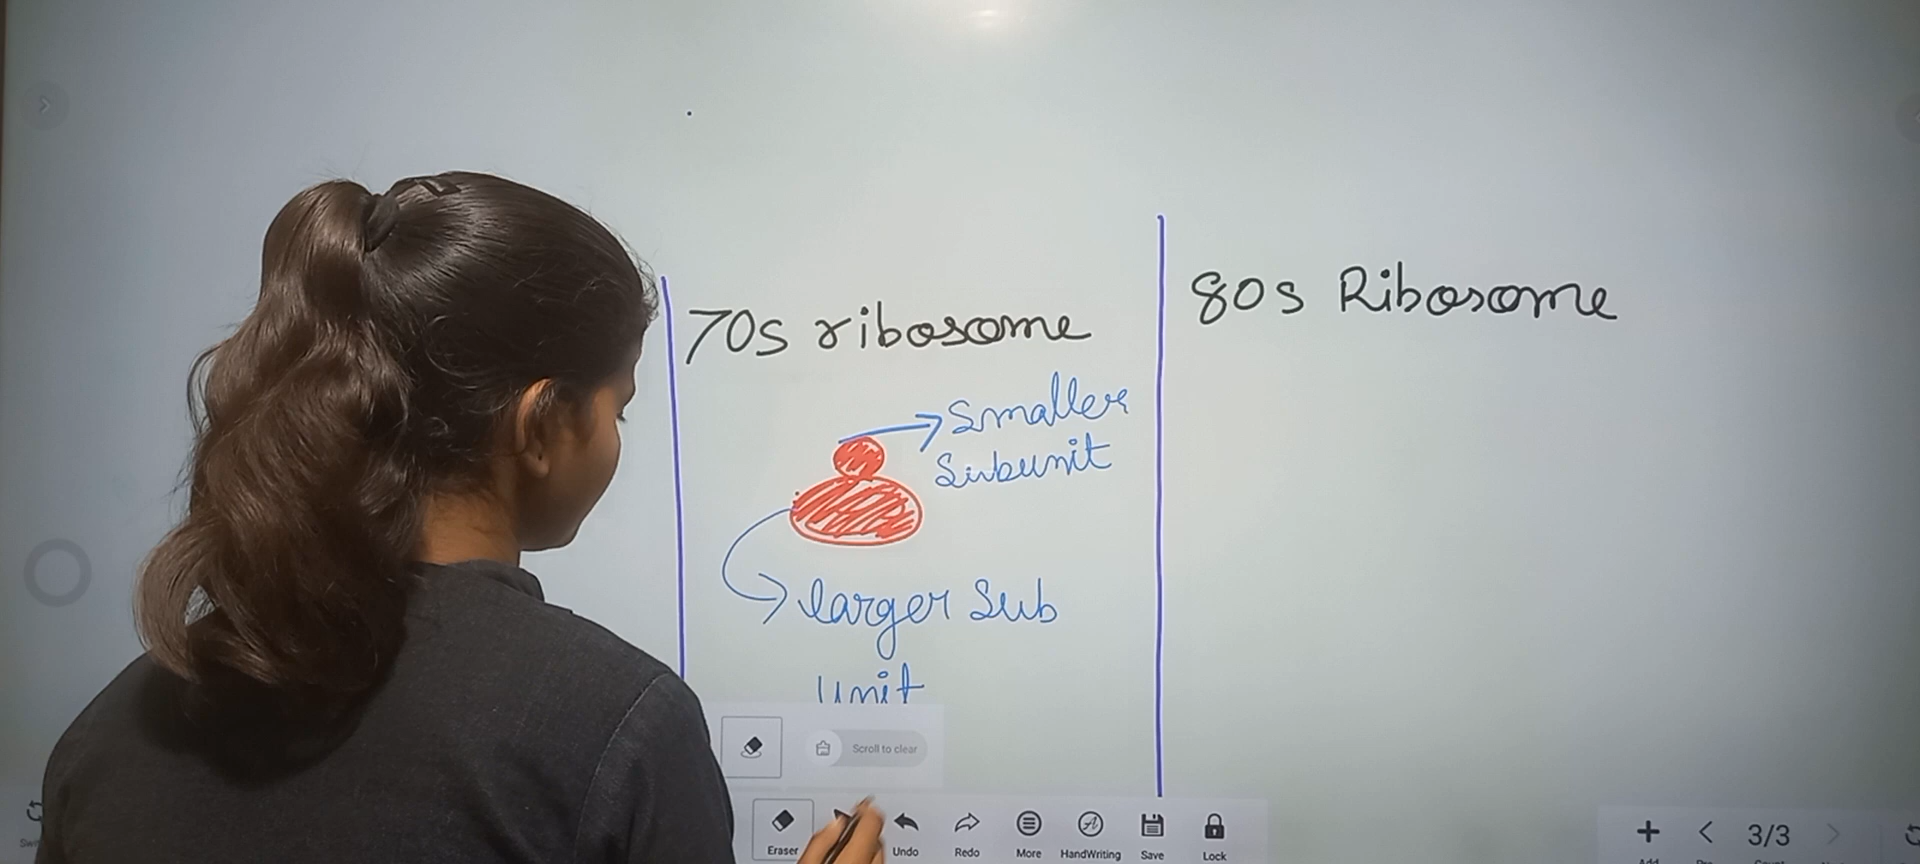 70s ribosome
80s Ribosome
Smaller
Subunit
larger Sub
Unit
Scroll to clear
Eraser
Undo
Redo
More
HandWriting
Save
Lock
3/3